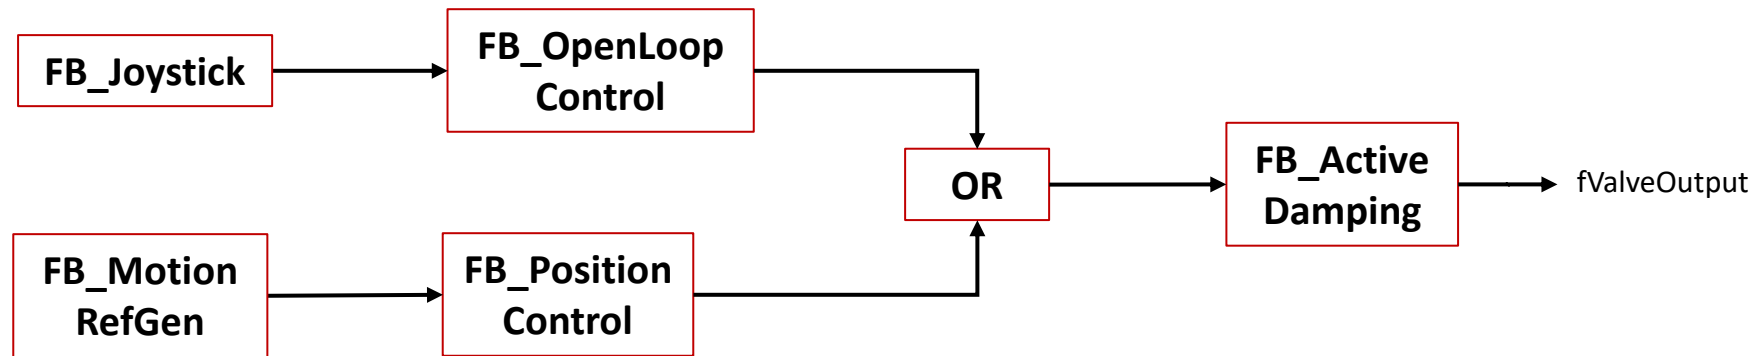 FB_Joystick
FB_OpenLoop
Control
OR
FB_Active
Damping
fValveOutput
FB_Motion
RefGen
FB_Position
Control